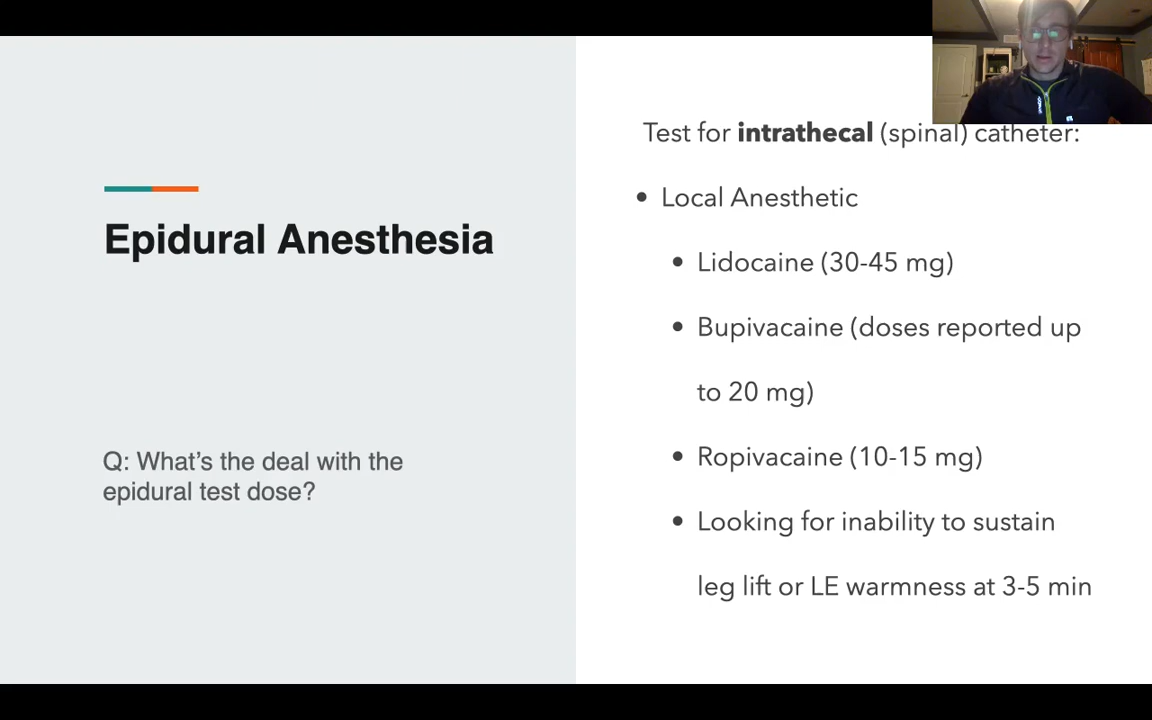 Epidural Anesthesia
Q: What's the deal with the
epidural test dose?
Test for intrathecal (spinal) catheter:
• Local Anesthetic
• Lidocaine (30-45 mg)
• Bupivacaine (doses reported up
to 20 mg)
• Ropivacaine (10-15 mg)
• Looking for inability to sustain
leg lift or LE warmness at 3-5 min